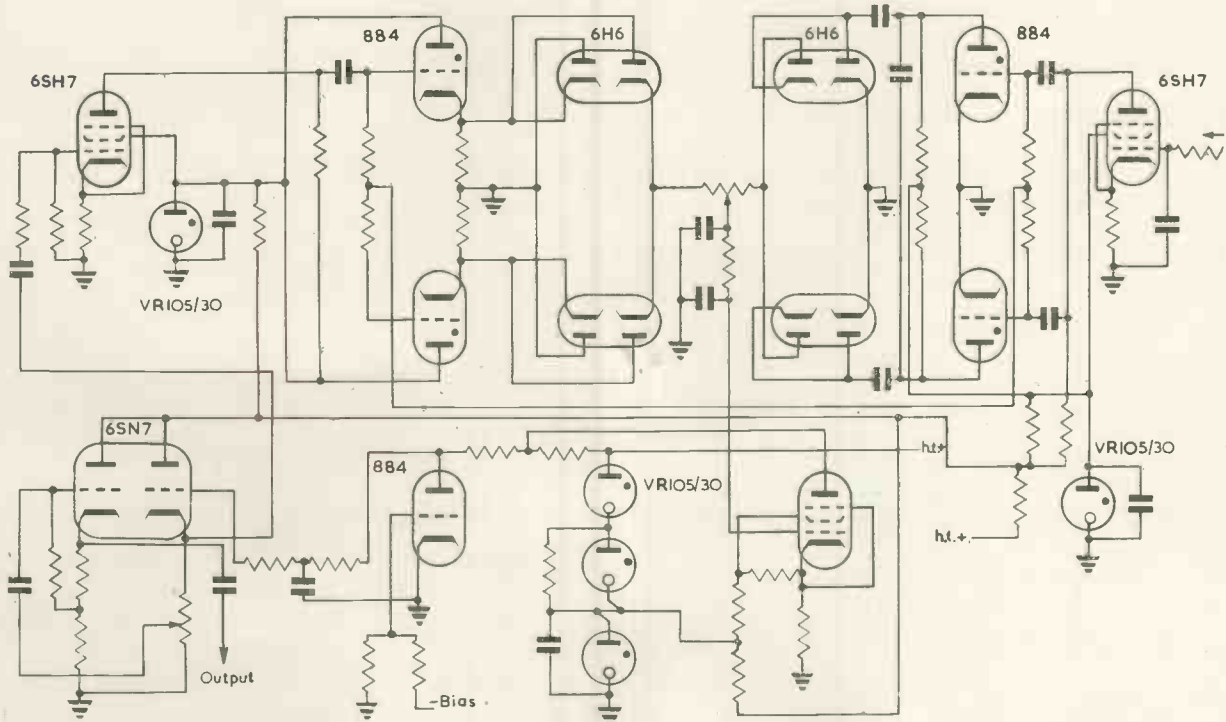 884
6H6
6H6
884
6SH7
6SH7
VR105/30
6SN7
884
VR105/30
h.t.+
VR105/30
h.t.+.
Output
-Bias